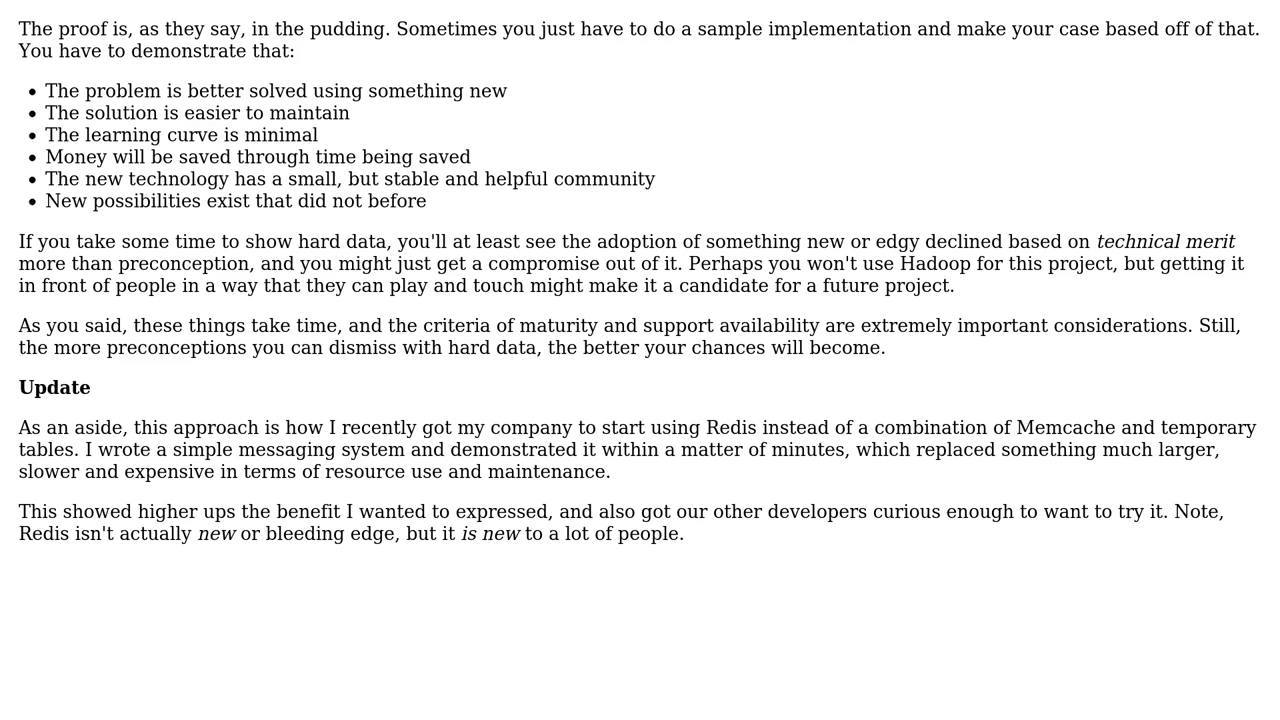 The proof is, as they say, in the pudding. Sometimes you just have to do a sample implementation and make your case based off of that.
You have to demonstrate that:
• The problem is better solved using something new
• The solution is easier to maintain
• The learning curve is minimal
• Money will be saved through time being saved
• The new technology has a small, but stable and helpful community
• New possibilities exist that did not before
If you take some time to show hard data, you'll at least see the adoption of something new or edgy declined based on technical merit
more than preconception, and you might just get a compromise out of it. Perhaps you won't use Hadoop for this project, but getting it
in front of people in a way that they can play and touch might make it a candidate for a future project.
As you said, these things take time, and the criteria of maturity and support availability are extremely important considerations. Still,
the more preconceptions you can dismiss with hard data, the better your chances will become.
Update
As an aside, this approach is how I recently got my company to start using Redis instead of a combination of Memcache and temporary
tables. I wrote a simple messaging system and demonstrated it within a matter of minutes, which replaced something much larger,
slower and expensive in terms of resource use and maintenance.
This showed higher ups the benefit I wanted to expressed, and also got our other developers curious enough to want to try it. Note,
Redis isn't actually new or bleeding edge, but it is new to a lot of people.